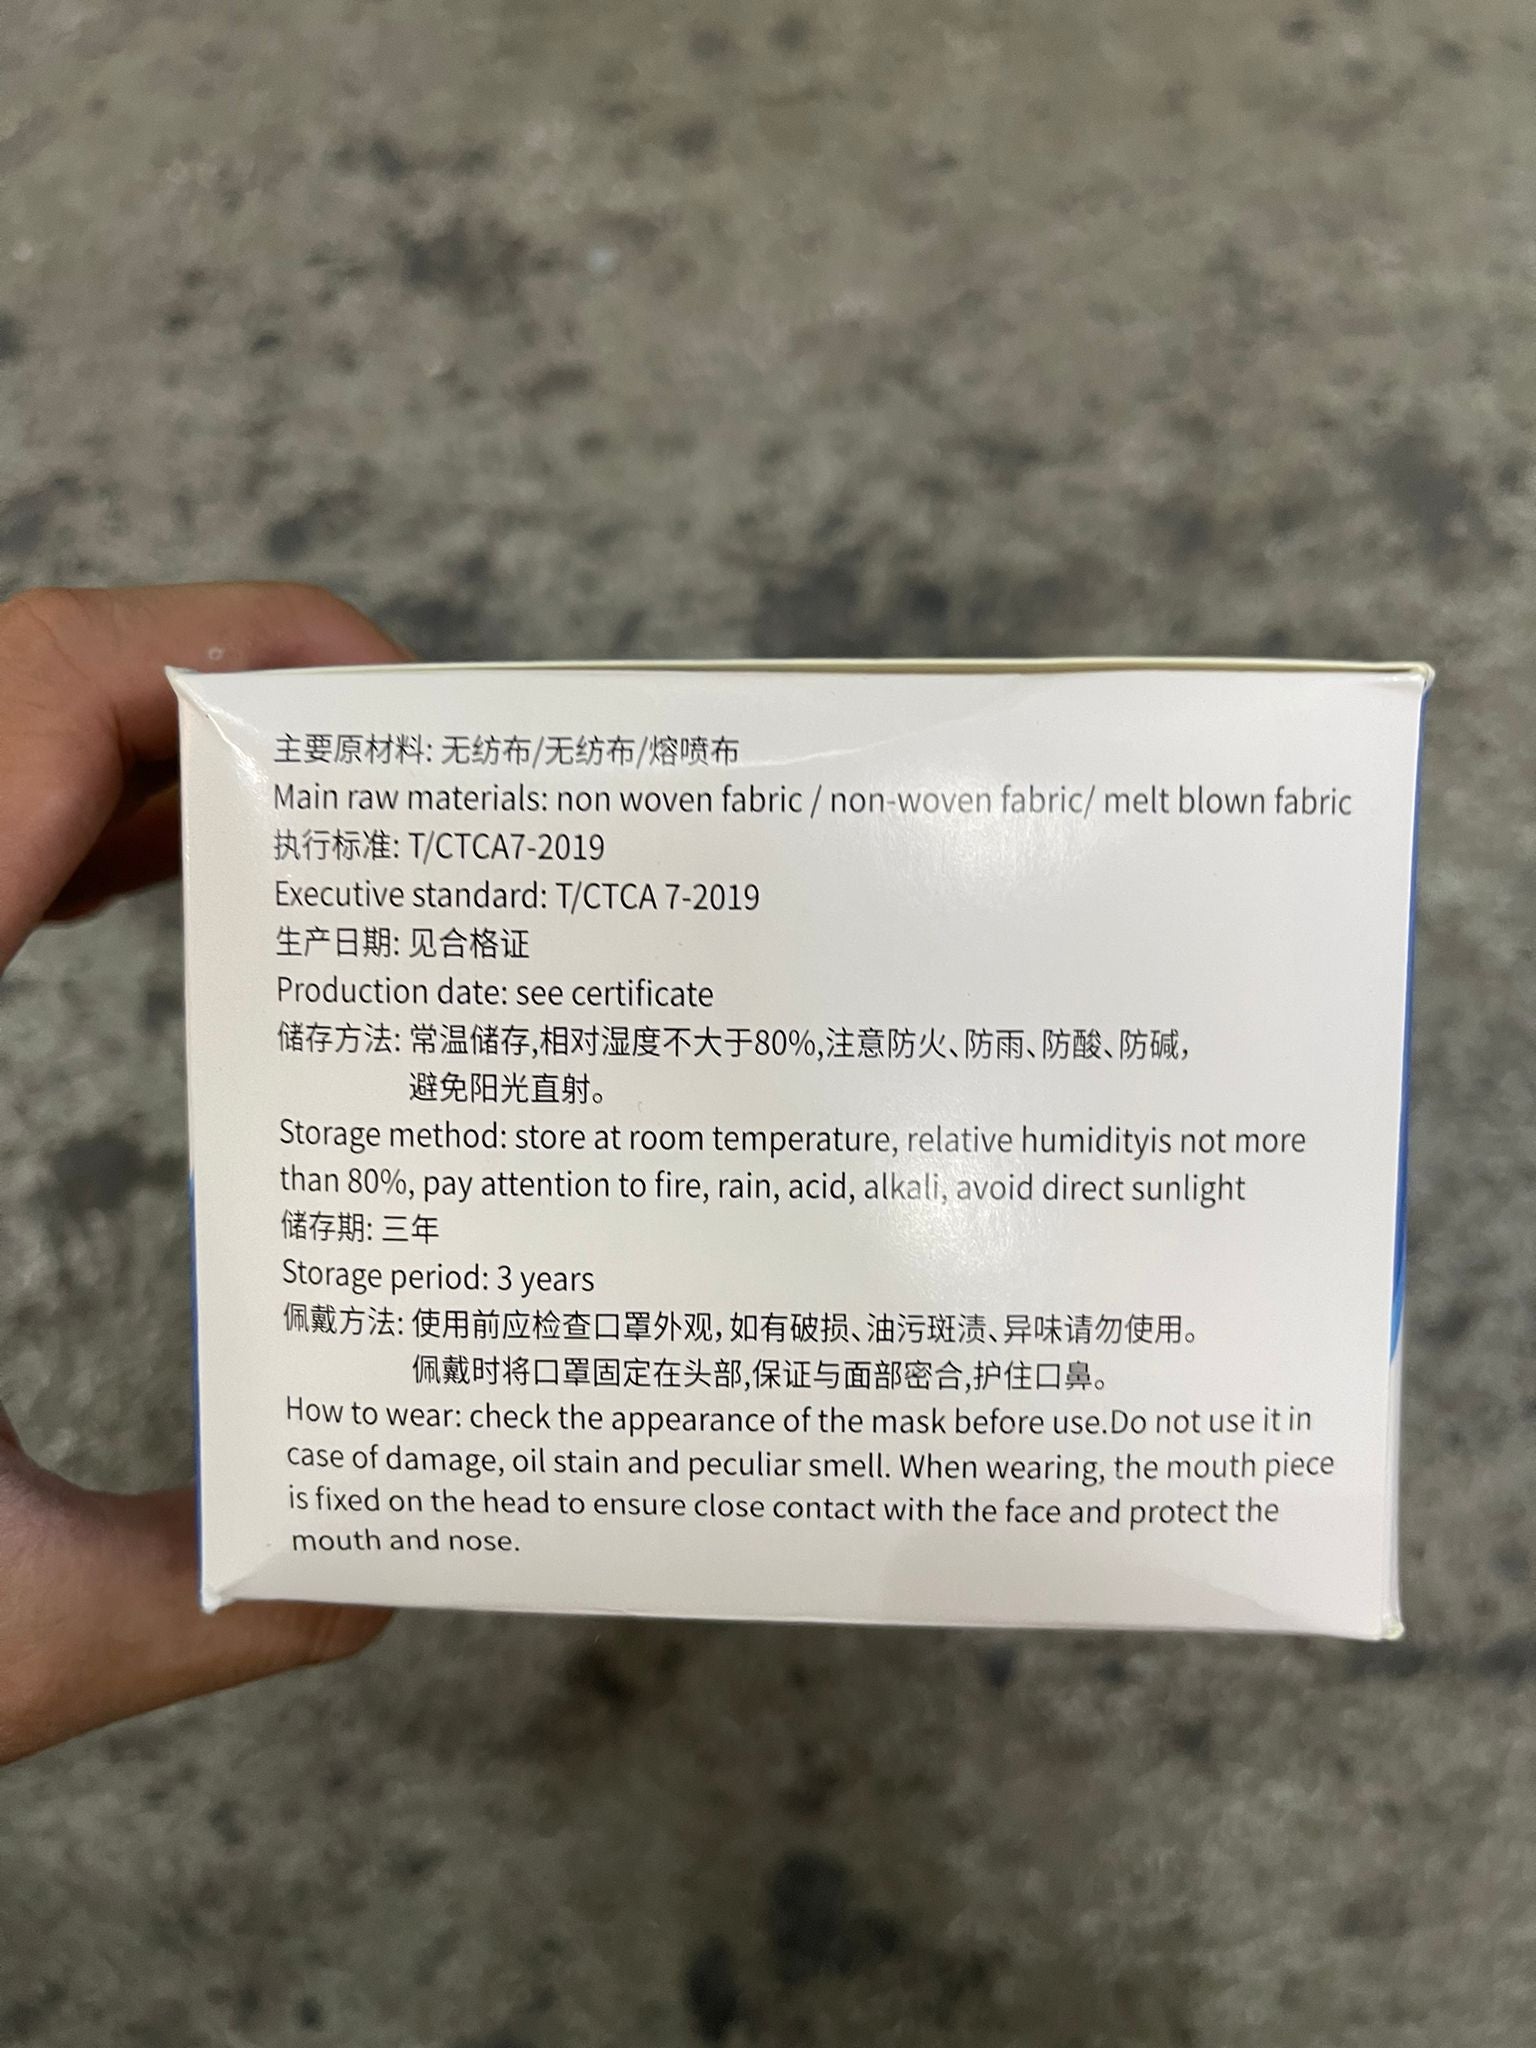 主要原材料: 无纺布/无纺布/熔喷布
Main raw materials: non woven fabric / non-woven fabric/ melt blown fabric
执行标准: T/CTCA7-2019
Executive standard: T/CTCA 7-2019
生产日期: 见合格证
Production date: see certificate
储存方法: 常温储存,相对湿度不大于80%,注意防火、防雨、防酸、防碱,
避免阳光直射。
Storage method: store at room temperature, relative humidityis not more
than 80%, pay attention to fire, rain, acid, alkali, avoid direct sunlight
储存期: 三年
Storage period: 3 years
佩戴方法: 使用前应检查口罩外观,如有破损、油污斑渍、异味请勿使用。
佩戴时将口罩固定在头部,保证与面部密合,护住口鼻。
How to wear: check the appearance of the mask before use.Do not use it in
case of damage, oil stain and peculiar smell. When wearing, the mouth piece
is fixed on the head to ensure close contact with the face and protect the
mouth and nose.